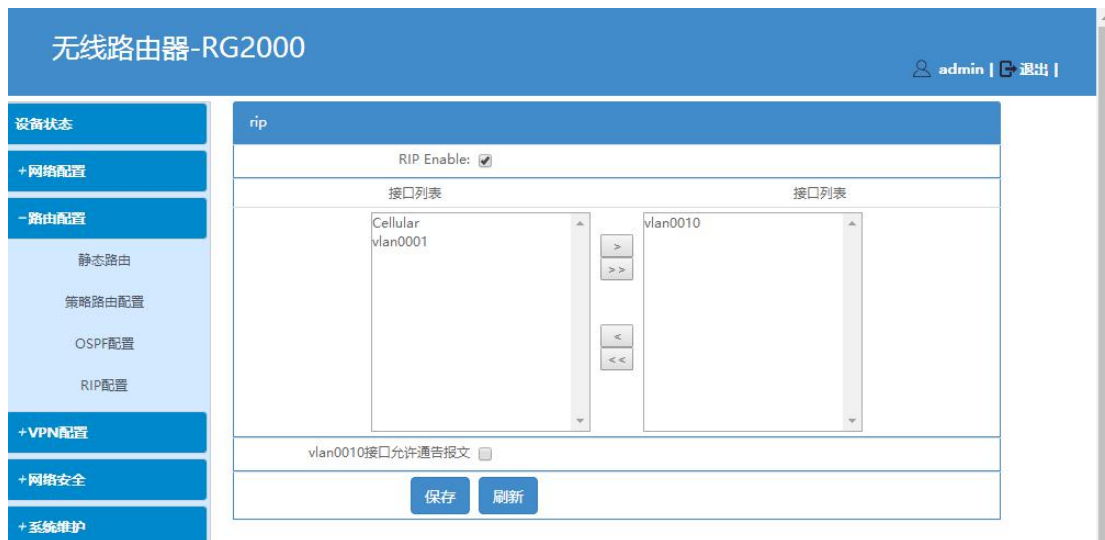 无线路由器-RG2000
admin | 退出 |
设备状态
+网络配置
-路由配置
静态路由
策略路由配置
OSPF配置
RIP配置
+VPN配置
+网络安全
+系统维护
rip
RIP Enable:
接口列表 接口列表
Cellular
vlan0001
>
>>
<
<<
vlan0010
vlan0010接口允许通告报文
保存 刷新